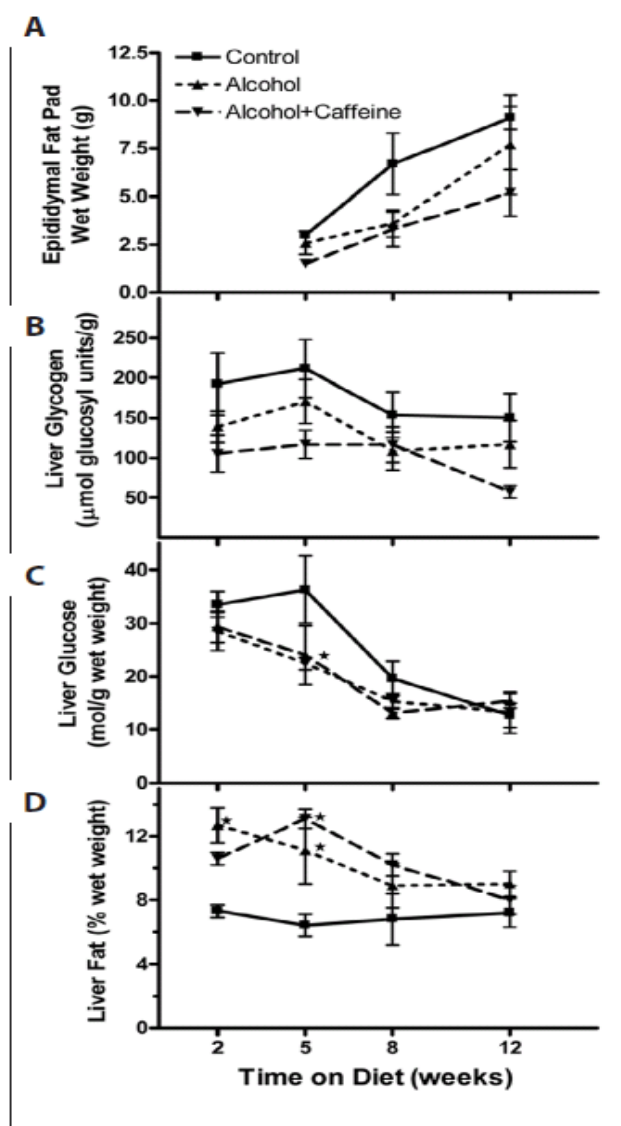 A
12.5
10.0
7.5
5.0
2.5
0.0
Epididymal Fat Pad
Wet Weight (g)
Control
Alcohol
Alcohol+Caffeine
B
250
200
150
100
50
Liver Glycogen
(µmol glucosyl units/g)
C
40
30
20
10
0
Liver Glucose
(mol/g wet weight)
D
12
8
4
0
Liver Fat (% wet weight)
2 5 8 12
Time on Diet (weeks)